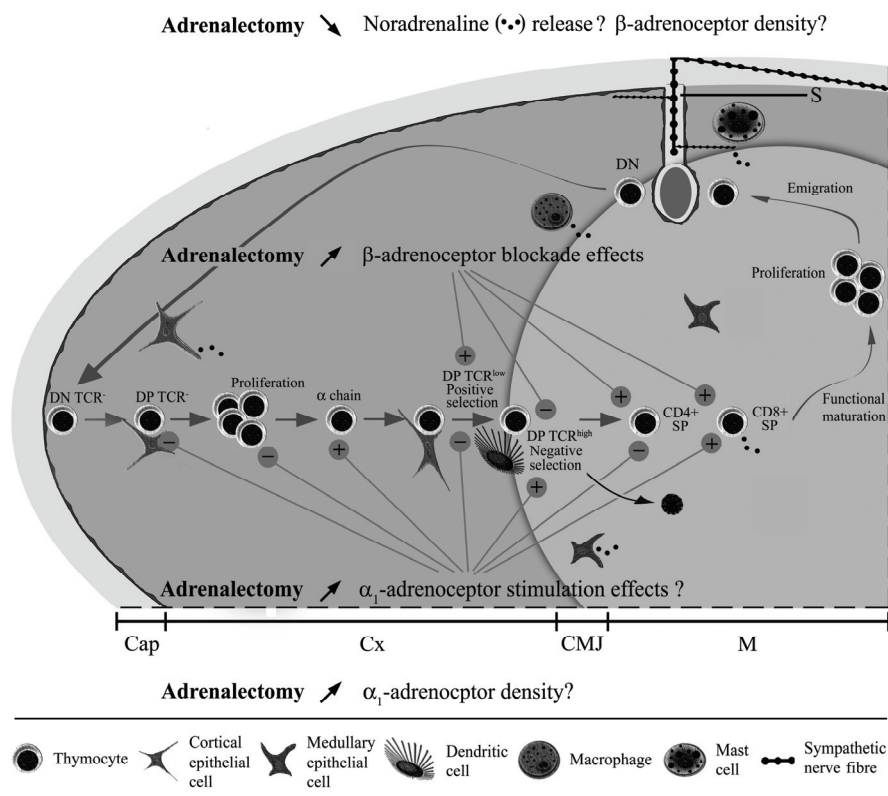 Adrenalectomy ↘ Noradrenaline (•••) release? β-adrenoceptor density?
S
DN
Emigration
Adrenalectomy ↗ β-adrenoceptor blockade effects
Proliferation
+
DN TCR⁻
DP TCR⁻
Proliferation
α chain
DP TCRˡᵒʷ
Positive
selection
−
+
+
CD4+
SP
CD8+
SP
Functional
maturation
DP TCRʰⁱᵍʰ
Negative
selection
−
−
+
−
+
−
+
Adrenalectomy ↗ α₁-adrenoceptor stimulation effects ?
Cap
Cx
CMJ
M
Adrenalectomy ↗ α₁-adrenocptor density?
Thymocyte
Cortical
epitfelial
cell
Medullary
epitfelial
cell
Dendritic
cell
Macrophage
Mast
cell
Sympathetic
nerve fibre